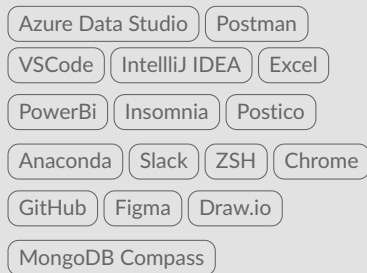 Azure Data Studio Postman
VSCode IntellliJ IDEA Excel
PowerBi Insomnia Postico
Anaconda Slack ZSH Chrome
GitHub Figma Draw.io
MongoDB Compass